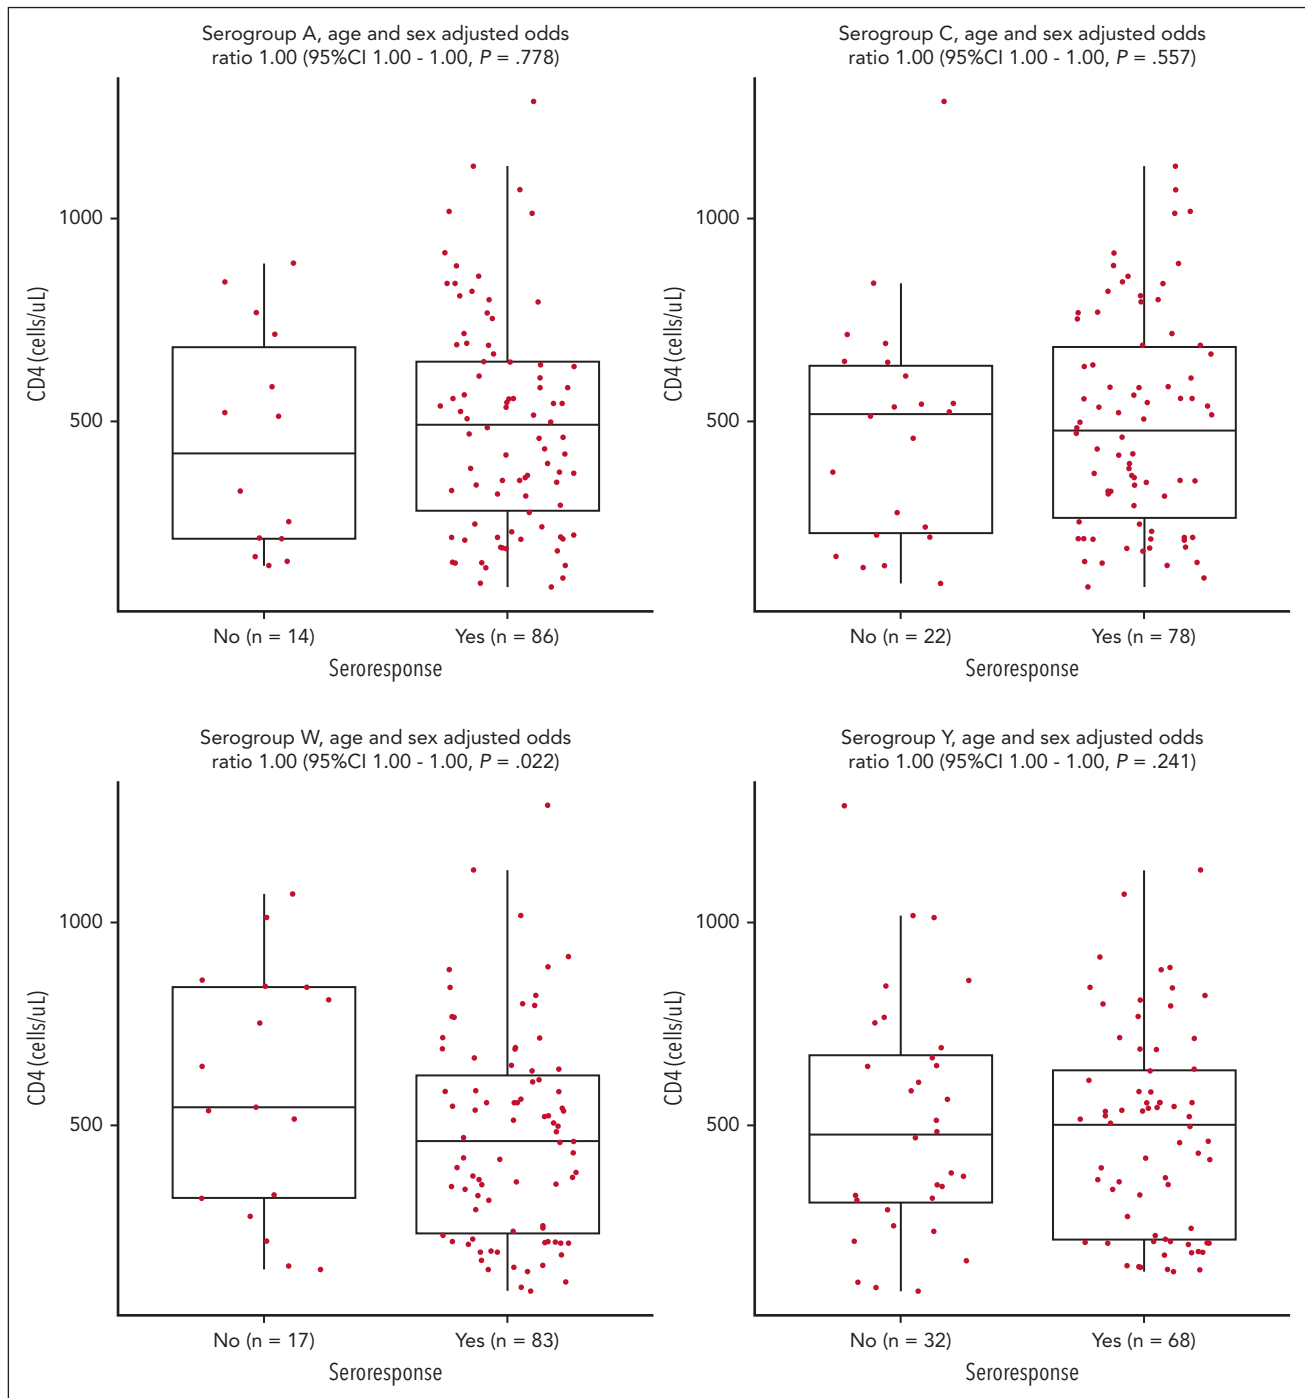 Serogroup A, age and sex adjusted odds
ratio 1.00 (95%CI 1.00 - 1.00, P = .778)
CD4 (cells/uL)
1000
500
No (n = 14)
Yes (n = 86)
Seroresponse
Serogroup C, age and sex adjusted odds
ratio 1.00 (95%CI 1.00 - 1.00, P = .557)
CD4 (cells/uL)
1000
500
No (n = 22)
Yes (n = 78)
Seroresponse
Serogroup W, age and sex adjusted odds
ratio 1.00 (95%CI 1.00 - 1.00, P = .022)
CD4 (cells/uL)
1000
500
No (n = 17)
Yes (n = 83)
Seroresponse
Serogroup Y, age and sex adjusted odds
ratio 1.00 (95%CI 1.00 - 1.00, P = .241)
CD4 (cells/uL)
1000
500
No (n = 32)
Yes (n = 68)
Seroresponse